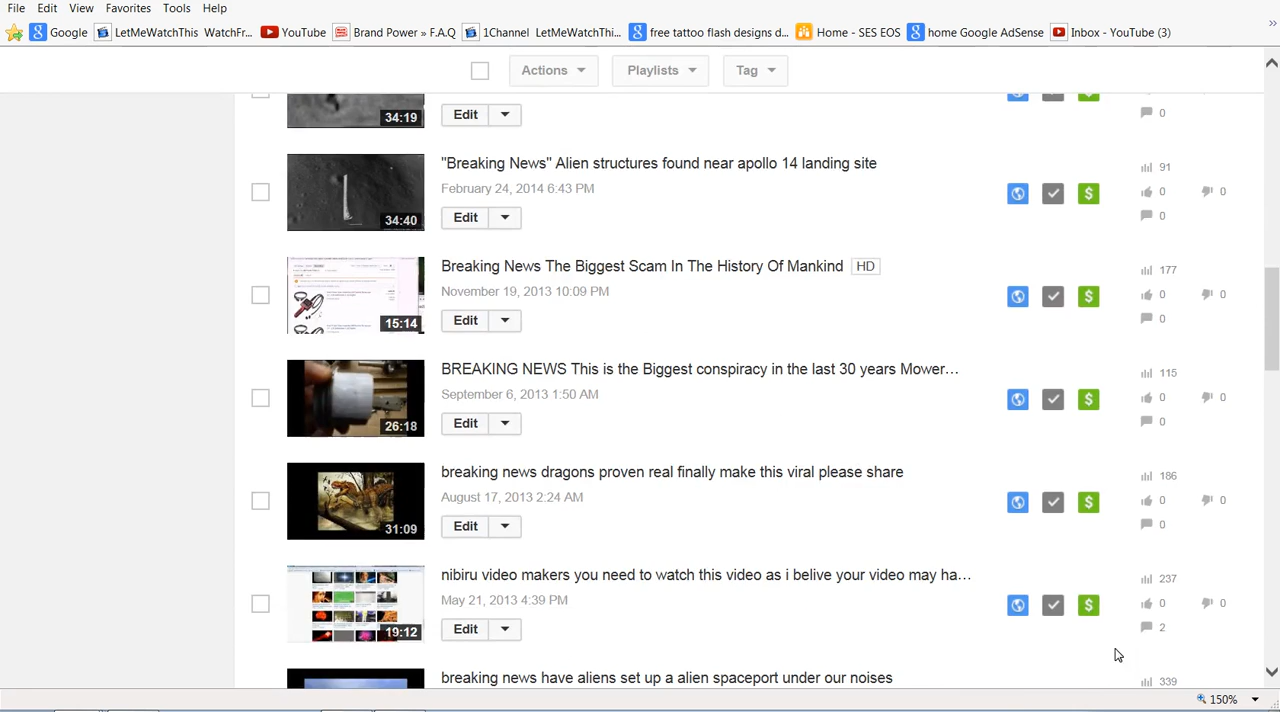 File Edit View Favorites Tools Help
Google LetMeWatchThis WatchFr... YouTube Brand Power » F.A.Q 1Channel LetMeWatchThi... free tattoo flash designs d... Home - SES EOS home Google AdSense Inbox - YouTube (3)
Actions Playlists Tag
34:19
Edit
0
"Breaking News" Alien structures found near apollo 14 landing site
91
February 24, 2014 6:43 PM
0 0
34:40
Edit
0
Breaking News The Biggest Scam In The HIstory Of Mankind HD
177
November 19, 2013 10:09 PM
0 0
15:14
Edit
0
BREAKING NEWS This is the Biggest conspiracy in the last 30 years Mower...
115
September 6, 2013 1:50 AM
0 0
26:18
Edit
0
breaking news dragons proven real finally make this viral please share
186
August 17, 2013 2:24 AM
0 0
31:09
Edit
0
nibiru video makers you need to watch this video i belive your video may ha...
237
May 21, 2013 4:39 PM
0 0
19:12
Edit
2
breaking news have aliens set up a alien spaceport under our noises
339
150%